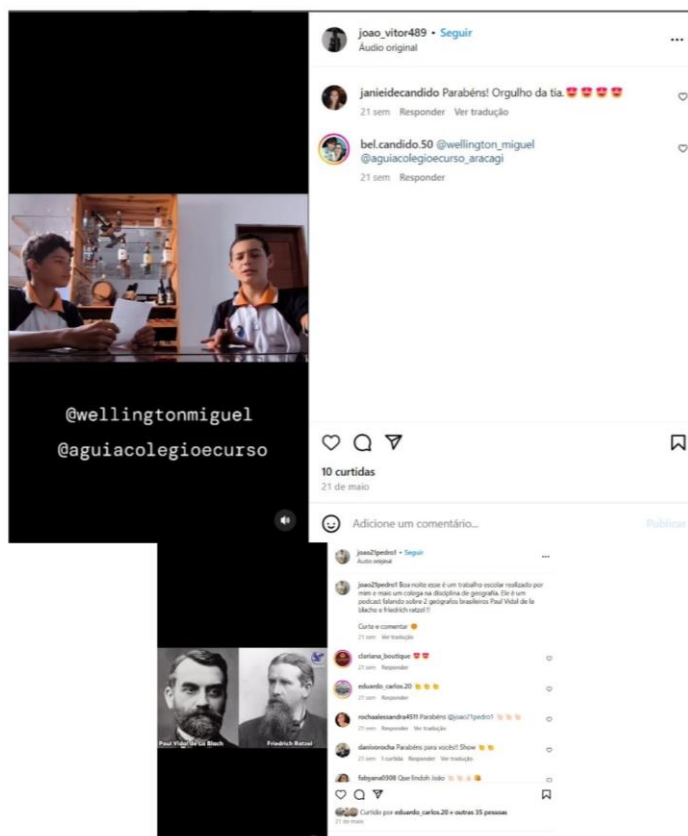 joao_vitor489 • Seguir
Áudio original
janieidecandido Parabéns! Orgulho da tia.😍😍😍😍
21 sem Responder Ver tradução
bel.candido.50 @wellington_miguel
@aguiacolegioecurso_aracagi
21 sem Responder
@wellingtonmiguel
@aguiacolegioecurso
10 curtidas
21 de maio
Adicione um comentário...
Publicar
joao21pedro1 • Seguir
Áudio original
joao21pedro1 Boa noite esse é um trabalho escolar realizado por
mim e mais um colega na disciplina de geografia. Ele é um
podcast falando sobre 2 geógrafos brasileiros Paul Vidal de la
blache e friedrich ratzel !!
Curte e comentar
21 sem Ver tradução
clariana_boutique 😍😍
21 sem Responder
eduardo_carlos.20 👏👏👏
21 sem Responder
rochaalessandra4511 Parabéns @joao21pedro1 👏🏻👏🏻👏🏻👏🏻
21 sem Responder Ver tradução
danivorocha Parabéns para vocês!! Show 👏👏
21 sem 1 curtida Responder Ver tradução
fabyana0308 Que lindoh João
Paul Vidal de La Blach
Friedrich Ratzel
Curtido por eduardo_carlos.20 e outras 35 pessoas
21 de maio